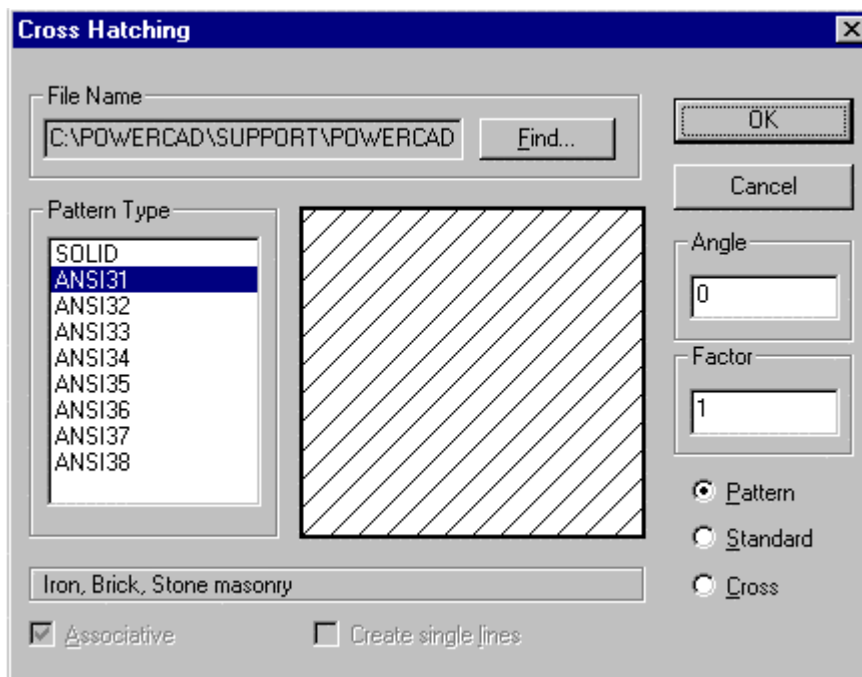 Cross Hatching
File Name
C:\POWERCAD\SUPPORT\POWERCAD
Find...
OK
Cancel
Pattern Type
SOLID
ANSI31
ANSI32
ANSI33
ANSI34
ANSI35
ANSI36
ANSI37
ANSI38
Angle
0
Factor
1
Pattern
Standard
Cross
Iron, Brick, Stone masonry
Associative
Create single lines